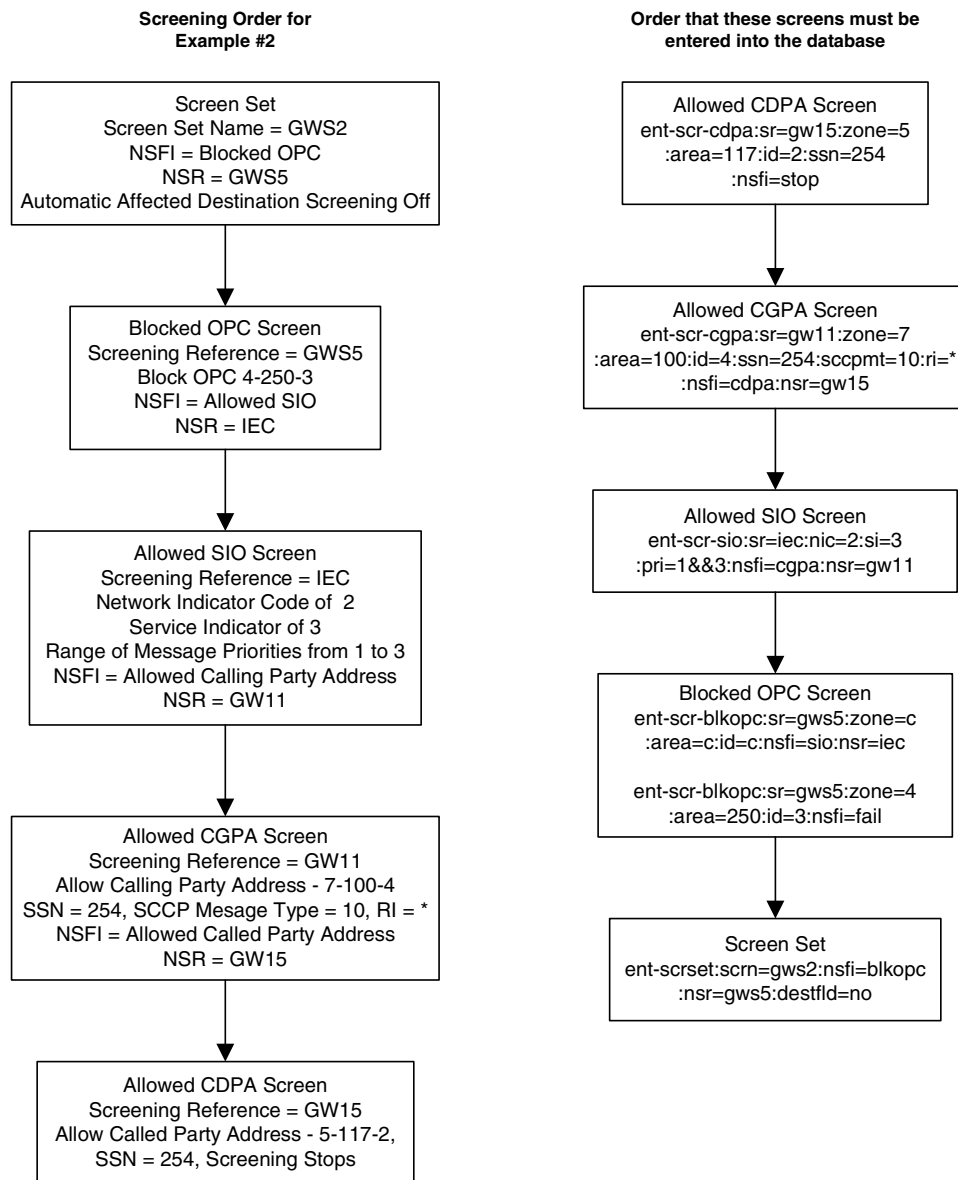 Screening Order for
Example #2
Screen Set
Screen Set Name = GWS2
NSFI = Blocked OPC
NSR = GWS5
Automatic Affected Destination Screening Off
Blocked OPC Screen
Screening Reference = GWS5
Block OPC 4-250-3
NSFI = Allowed SIO
NSR = IEC
Allowed SIO Screen
Screening Reference = IEC
Network Indicator Code of 2
Service Indicator of 3
Range of Message Priorities from 1 to 3
NSFI = Allowed Calling Party Address
NSR = GW11
Allowed CGPA Screen
Screening Reference = GW11
Allow Calling Party Address - 7-100-4
SSN = 254, SCCP Mesage Type = 10, RI = *
NSFI = Allowed Called Party Address
NSR = GW15
Allowed CDPA Screen
Screening Reference = GW15
Allow Called Party Address - 5-117-2,
SSN = 254, Screening Stops
Order that these screens must be
entered into the database
Allowed CDPA Screen
ent-scr-cdpa:sr=gw15:zone=5
:area=117:id=2:ssn=254
:nsfi=stop
Allowed CGPA Screen
ent-scr-cgpa:sr=gw11:zone=7
:area=100:id=4:ssn=254:sccpmt=10:ri=*
:nsfi=cdpa:nsr=gw15
Allowed SIO Screen
ent-scr-sio:sr=iec:nic=2:si=3
:pri=1&&3:nsfi=cgpa:nsr=gw11
Blocked OPC Screen
ent-scr-blkopc:sr=gws5:zone=c
:area=c:id=c:nsfi=sio:nsr=iec
ent-scr-blkopc:sr=gws5:zone=4
:area=250:id=3:nsfi=fail
Screen Set
ent-scrset:scrn=gws2:nsfi=blkopc
:nsr=gws5:destfld=no